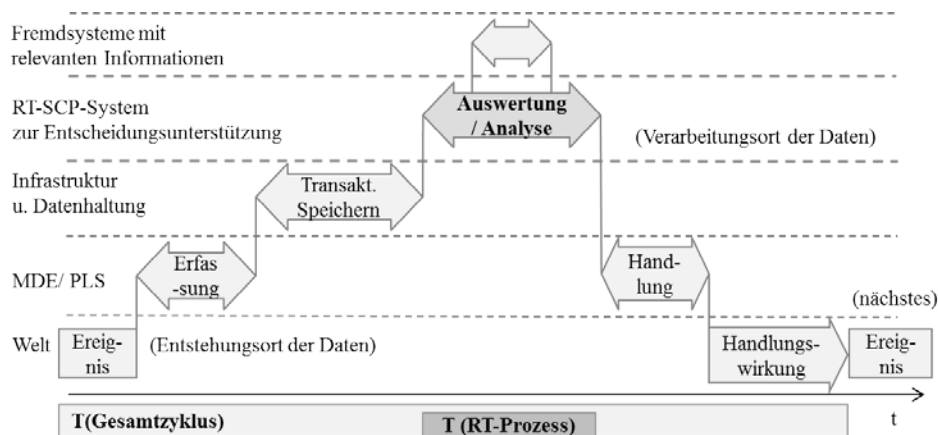 Fremdsysteme mit
relevanten Informationen
RT-SCP-System
zur Entscheidungsunterstützung
Auswertung
/ Analyse
(Verarbeitungsort der Daten)
Infrastruktur
u. Datenhaltung
Transakt.
Speichern
MDE/ PLS
Erfas
-sung
Hand-
lung
(nächstes)
Welt
Ereig-
nis
(Entstehungsort der Daten)
Handlungs-
wirkung
Ereig-
nis
T(Gesamtzyklus)
T (RT-Prozess)
t